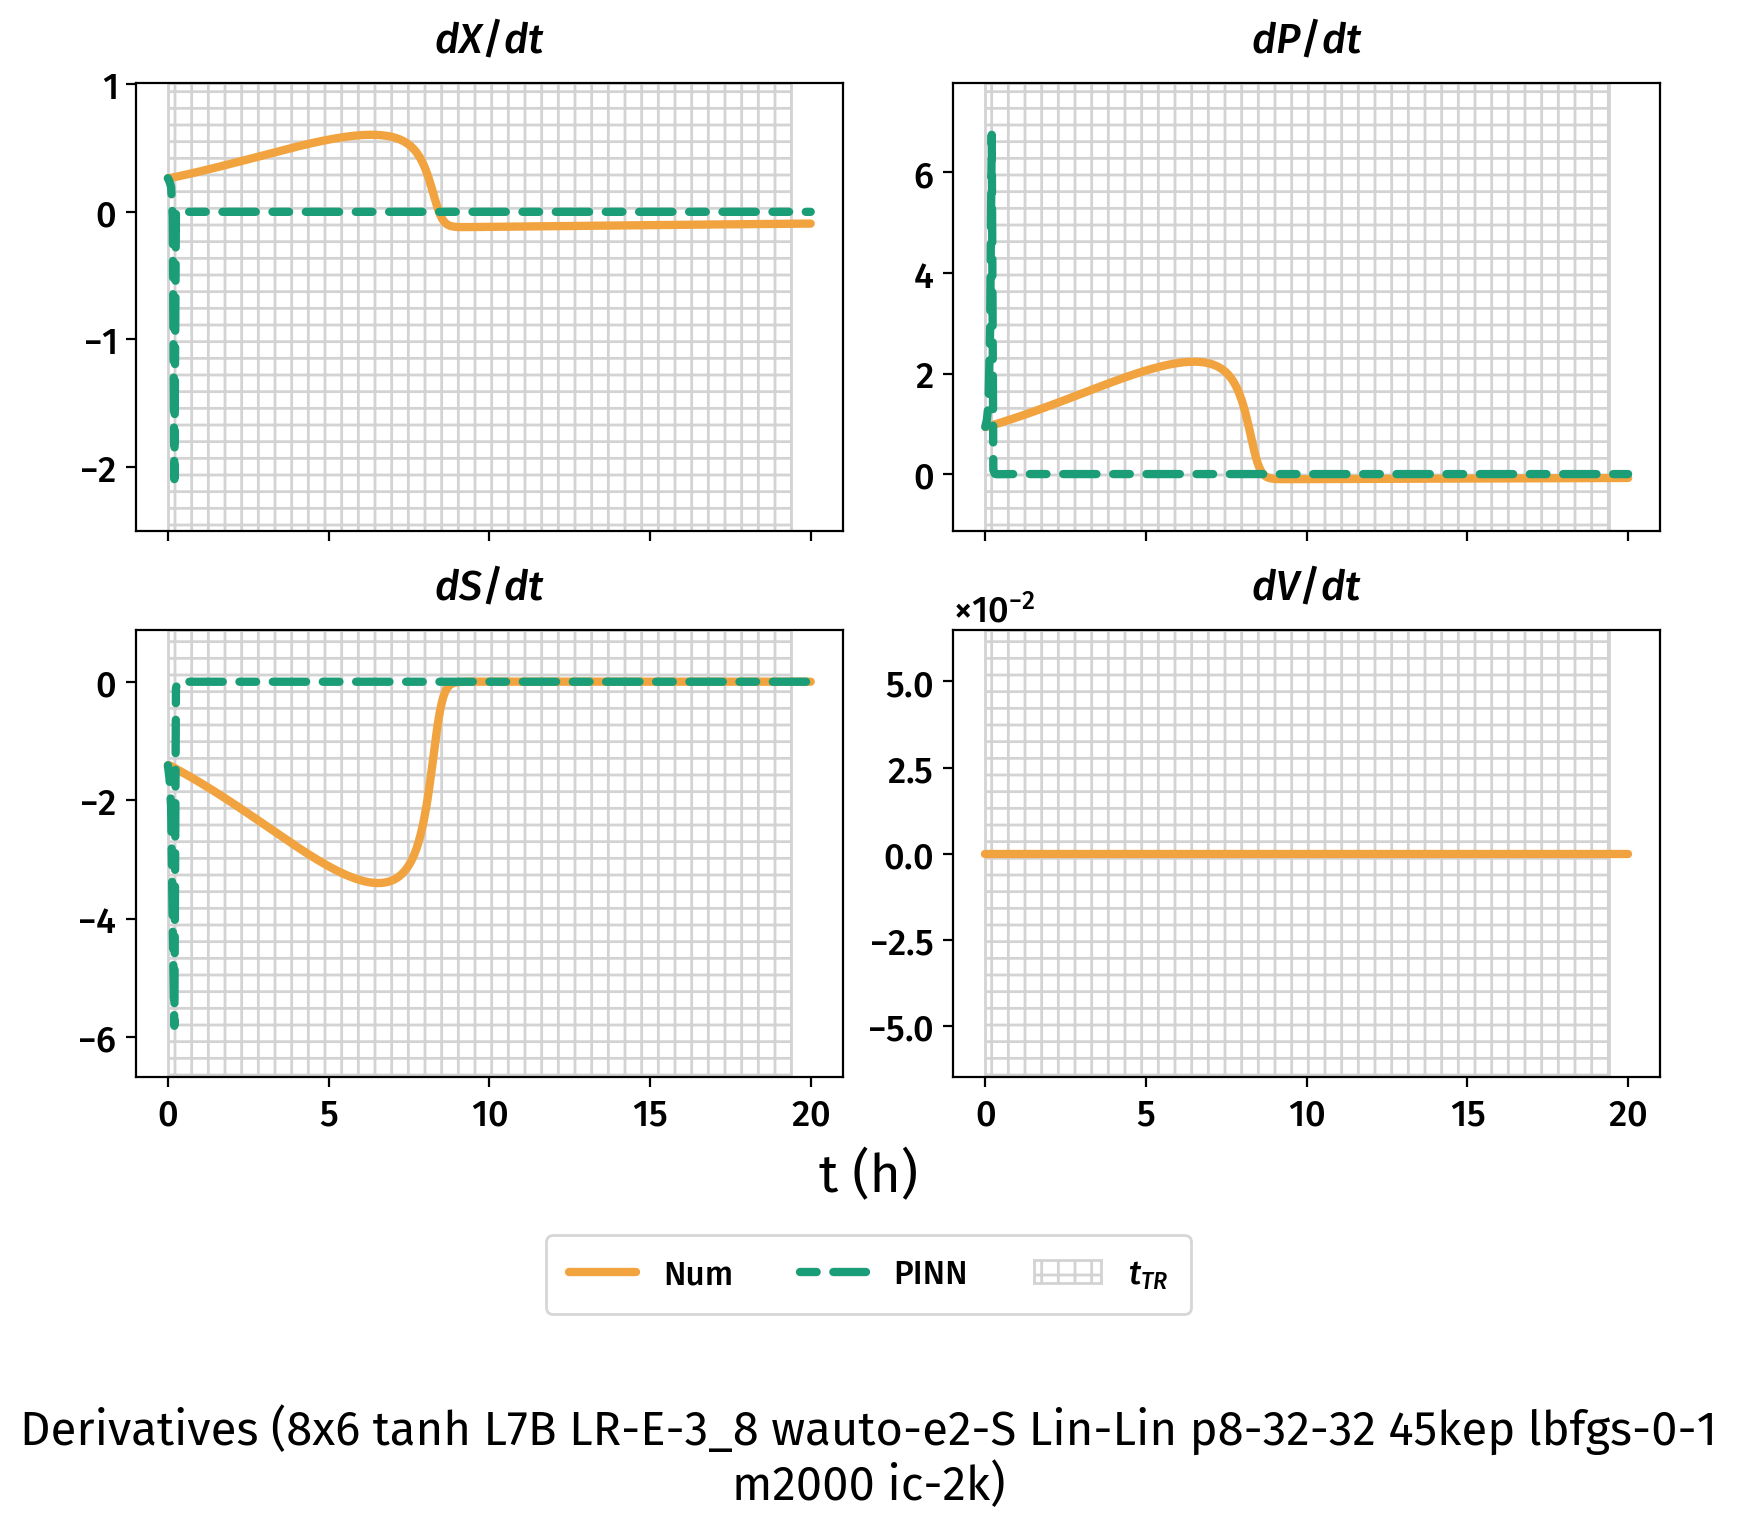 dX/dt
dP/dt
1
0
−1
−2
6
4
2
0
dS/dt
dV/dt
×10⁻²
0
−2
−4
−6
5.0
2.5
0.0
−2.5
−5.0
0 5 10 15 20
0 5 10 15 20
t (h)
Num PINN t_TR
Derivatives (8x6 tanh L7B LR-E-3_8 wauto-e2-S Lin-Lin p8-32-32 45kep lbfgs-0-1
m2000 ic-2k)